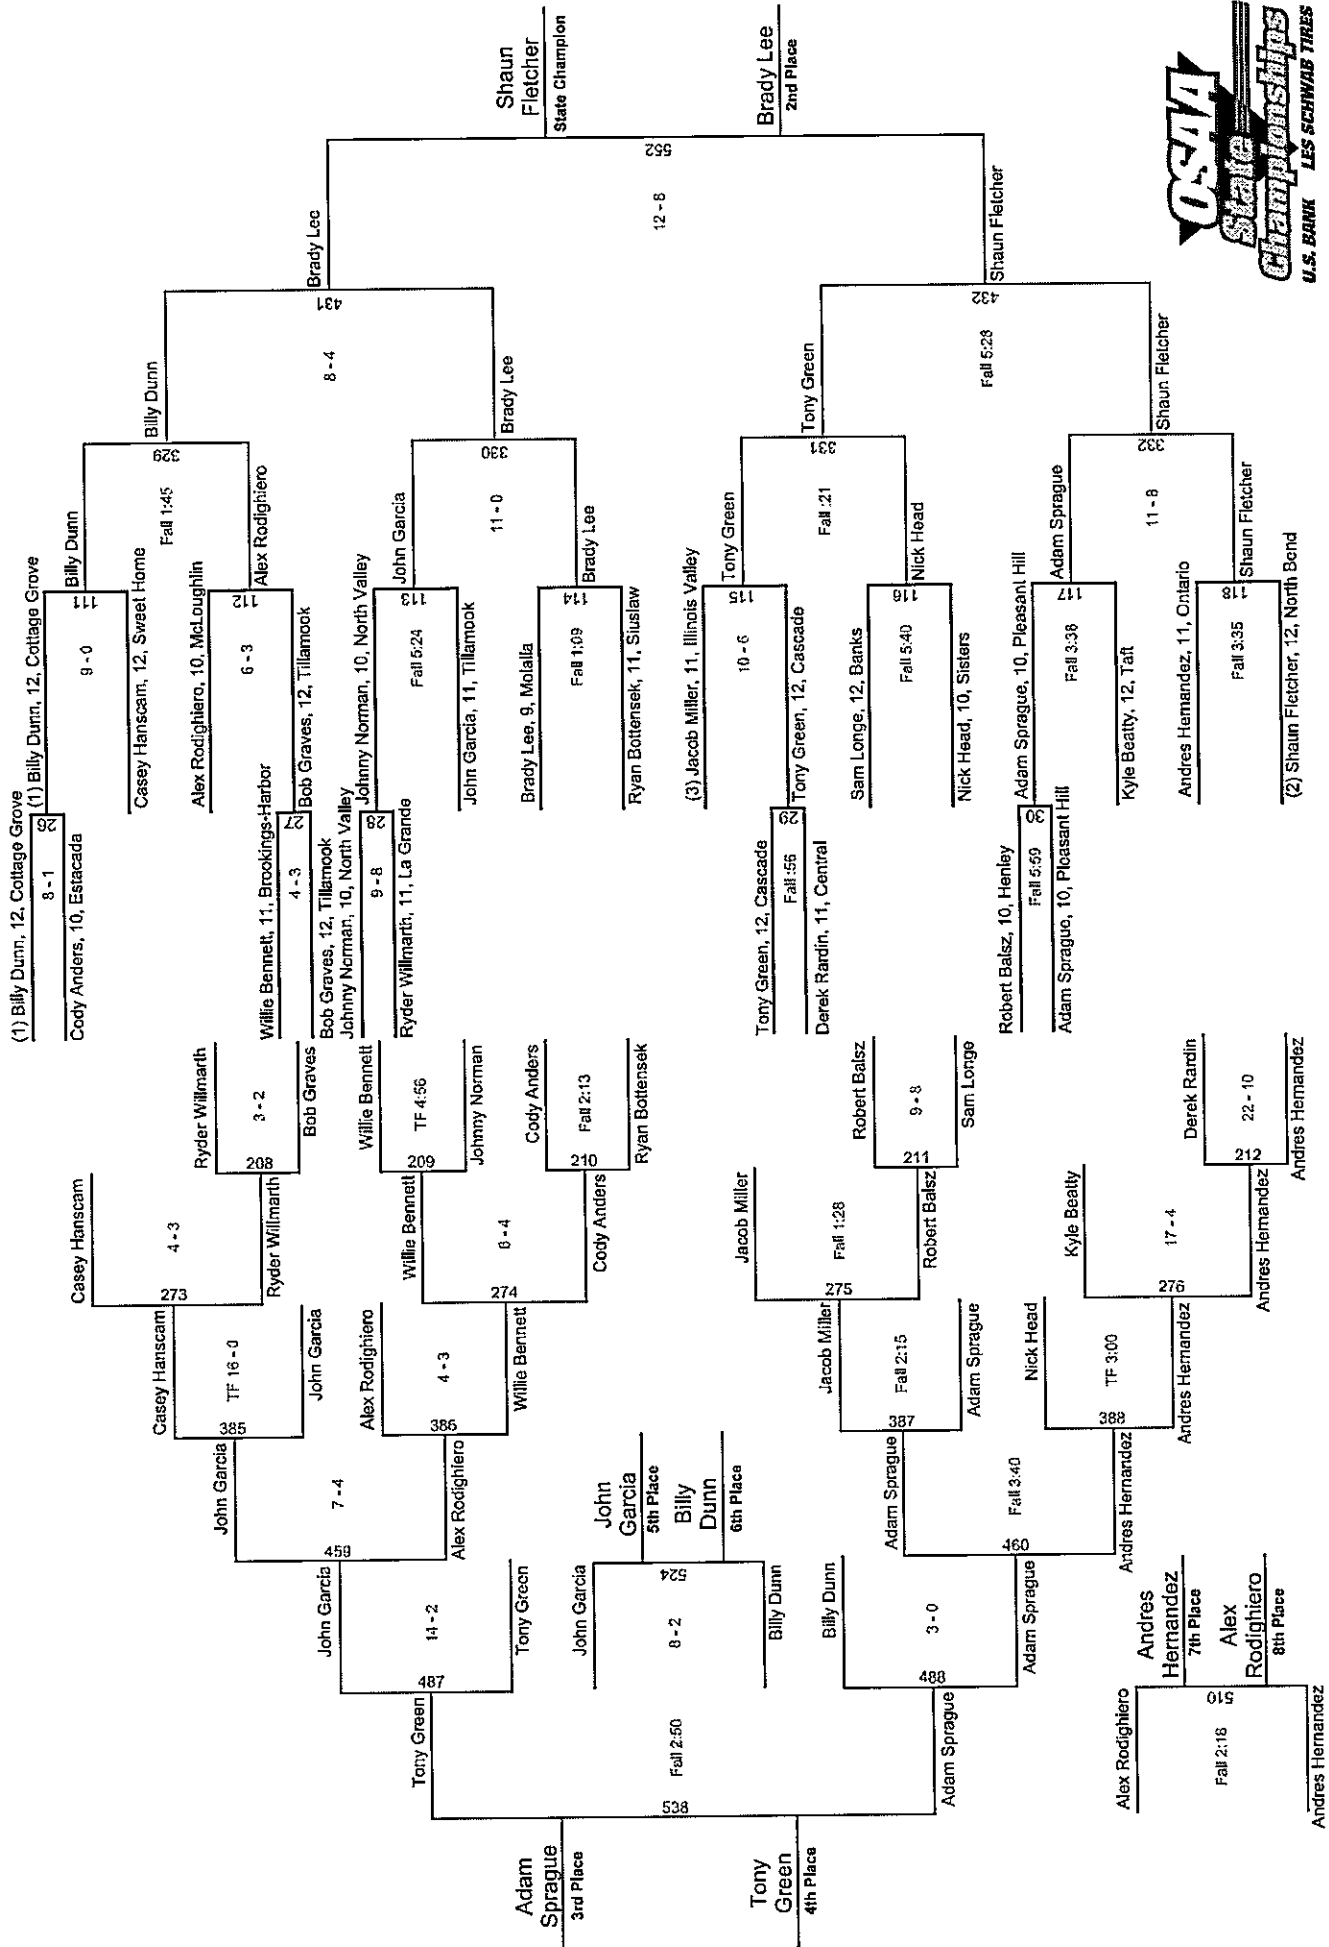 (1) Billy Dunn, 12, Cottage Grove
26
8 - 1
Cody Anders, 10, Estacada
Willie Bennett, 11, Brookings-Harbor
27
4 - 3
Bob Graves, 12, Tillamook
Johnny Norman, 10, North Valley
28
9 - 8
Ryder Willmarth, 11, La Grande
Tony Green, 12, Cascade
29
Fall :56
Derek Rardin, 11, Central
Robert Balsz, 10, Henley
30
Fall 5:59
Adam Sprague, 10, Pleasant Hill
(1) Billy Dunn, 12, Cottage Grove
111
9 - 0
Casey Hanscam, 12, Sweet Home
Alex Rodighiero, 10, McLoughlin
112
6 - 3
Bob Graves, 12, Tillamook
Johnny Norman, 10, North Valley
113
Fall 5:24
John Garcia, 11, Tillamook
Brady Lee, 9, Molalla
114
Fall 1:09
Ryan Bottensek, 11, Siuslaw
(3) Jacob Miller, 11, Illinois Valley
115
10 - 6
Tony Green, 12, Cascade
Sam Longe, 12, Banks
116
Fall 5:40
Nick Head, 10, Sisters
Adam Sprague, 10, Pleasant Hill
117
Fall 3:38
Kyle Beatty, 12, Taft
Andres Hernandez, 11, Ontario
118
Fall 3:35
(2) Shaun Fletcher, 12, North Bend
Billy Dunn
329
Fall 1:45
Alex Rodighiero
John Garcia
330
11 - 0
Brady Lee
Tony Green
331
Fall :21
Nick Head
Adam Sprague
332
11 - 8
Shaun Fletcher
Billy Dunn
431
8 - 4
Brady Lee
Tony Green
432
Fall 5:28
Shaun Fletcher
Brady Lee
552
12 - 6
Shaun Fletcher
Shaun
Fletcher
State Champion
Brady Lee
2nd Place
Ryder Willmarth
208
3 - 2
Bob Graves
Willie Bennett
209
TF 4:56
Johnny Norman
Cody Anders
210
Fall 2:13
Ryan Bottensek
Robert Balsz
211
9 - 8
Sam Longe
Derek Rardin
212
22 - 10
Andres Hernandez
Casey Hanscam
273
4 - 3
Ryder Willmarth
Willie Bennett
274
6 - 4
Cody Anders
Jacob Miller
275
Fall 1:28
Robert Balsz
Kyle Beatty
276
17 - 4
Andres Hernandez
Casey Hanscam
385
TF 16 - 0
John Garcia
Alex Rodighiero
386
4 - 3
Willie Bennett
Jacob Miller
387
Fall 2:15
Adam Sprague
Nick Head
388
TF 3:00
Andres Hernandez
John Garcia
459
7 - 4
Alex Rodighiero
Adam Sprague
460
Fall 3:40
Andres Hernandez
John Garcia
487
14 - 2
Tony Green
Billy Dunn
488
3 - 0
Adam Sprague
Tony Green
538
Fall 2:50
Adam Sprague
Adam
Sprague
3rd Place
Tony
Green
4th Place
John Garcia
524
8 - 2
Billy Dunn
John
Garcia
5th Place
Billy
Dunn
6th Place
Alex Rodighiero
510
Fall 2:18
Andres Hernandez
Andres
Hernandez
7th Place
Alex
Rodighiero
8th Place
OSAA
State
Championships
U.S. BANK LES SCHWAB TIRES